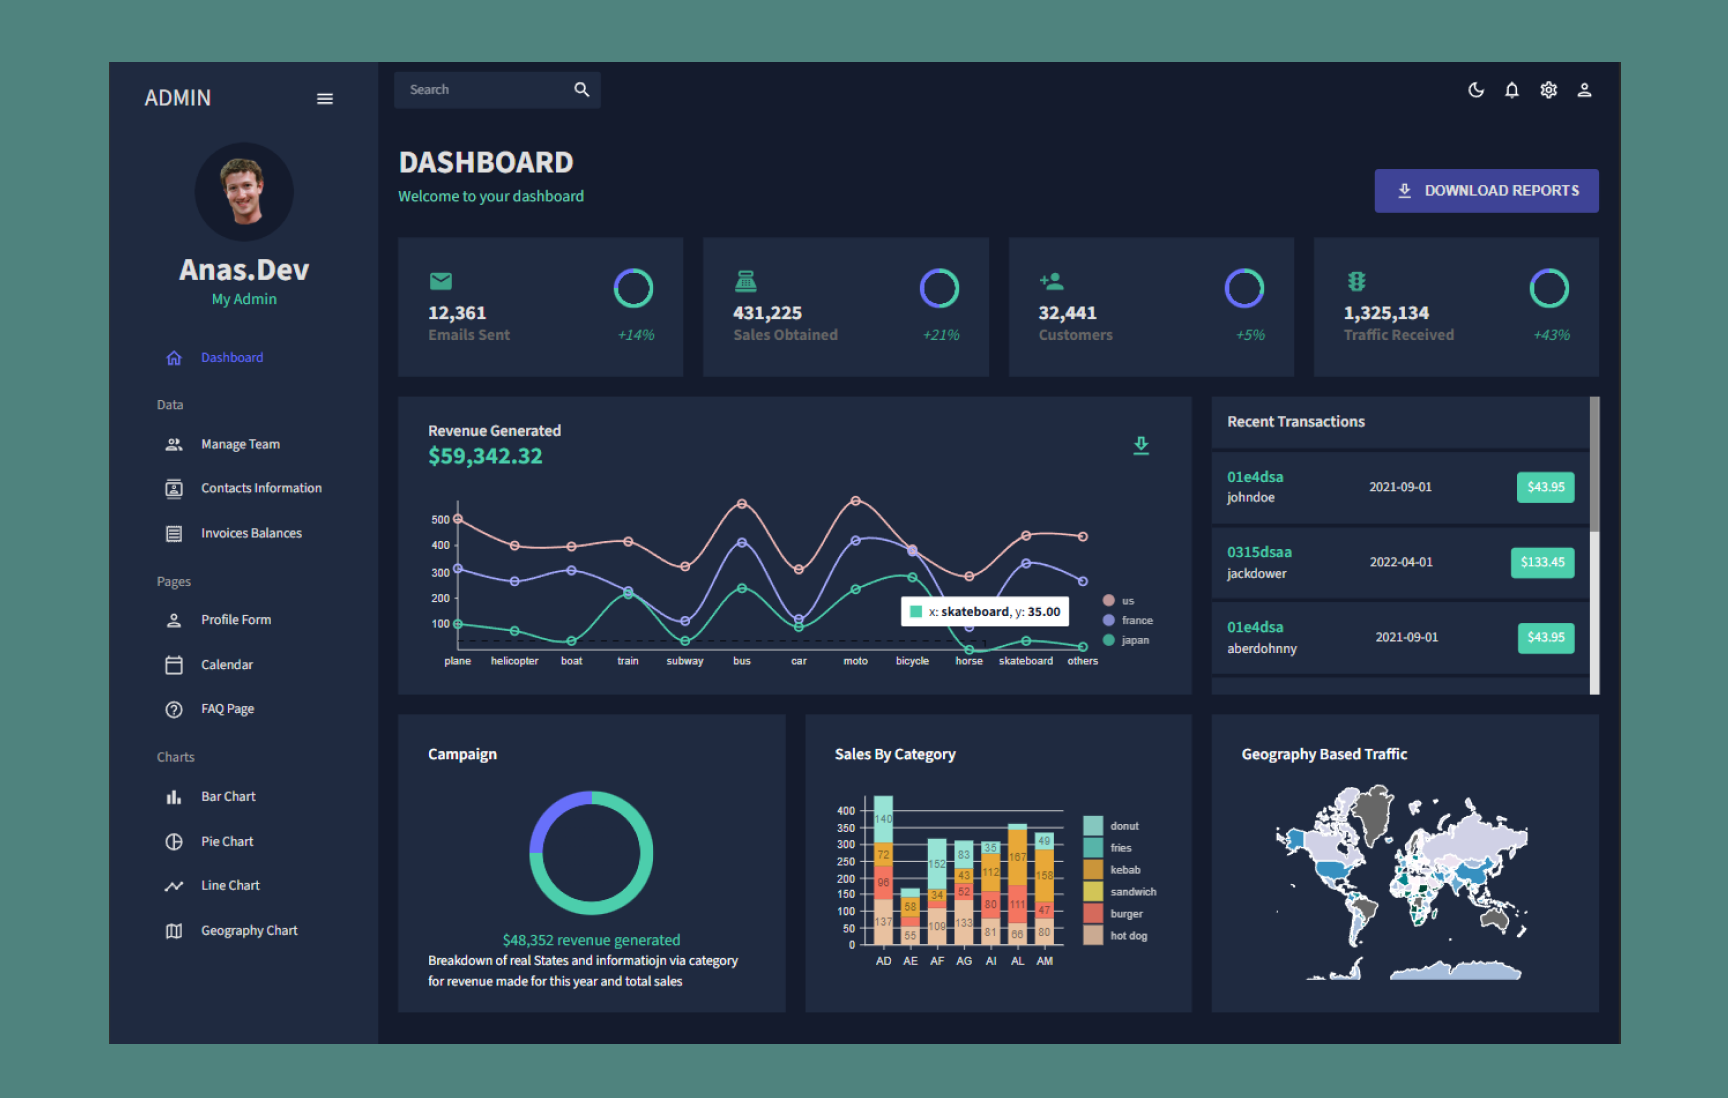 ADMIN
Search
Anas.Dev
My Admin
Dashboard
Data
Manage Team
Contacts Information
Invoices Balances
Pages
Profile Form
Calendar
FAQ Page
Charts
Bar Chart
Pie Chart
Line Chart
Geography Chart
DASHBOARD
Welcome to your dashboard
DOWNLOAD REPORTS
12,361
Emails Sent
+14%
431,225
Sales Obtained
+21%
32,441
Customers
+5%
1,325,134
Traffic Received
+43%
Revenue Generated
$59,342.32
500
400
300
200
100
plane helicopter boat train subway bus car moto bicycle horse skateboard others
x: skateboard, y: 35.00
us
france
japan
Recent Transactions
01e4dsa
johndoe
2021-09-01
$43.95
0315dsaa
jackdower
2022-04-01
$133.45
01e4dsa
aberdohnny
2021-09-01
$43.95
Campaign
$48,352 revenue generated
Breakdown of real States and informatiojn via category
for revenue made for this year and total sales
Sales By Category
400
350
300
250
200
150
100
50
0
140
72
96
137
58
55
152
34
109
83
43
52
133
35
112
80
81
167
111
66
49
158
47
80
AD AE AF AG AI AL AM
donut
fries
kebab
sandwich
burger
hot dog
Geography Based Traffic